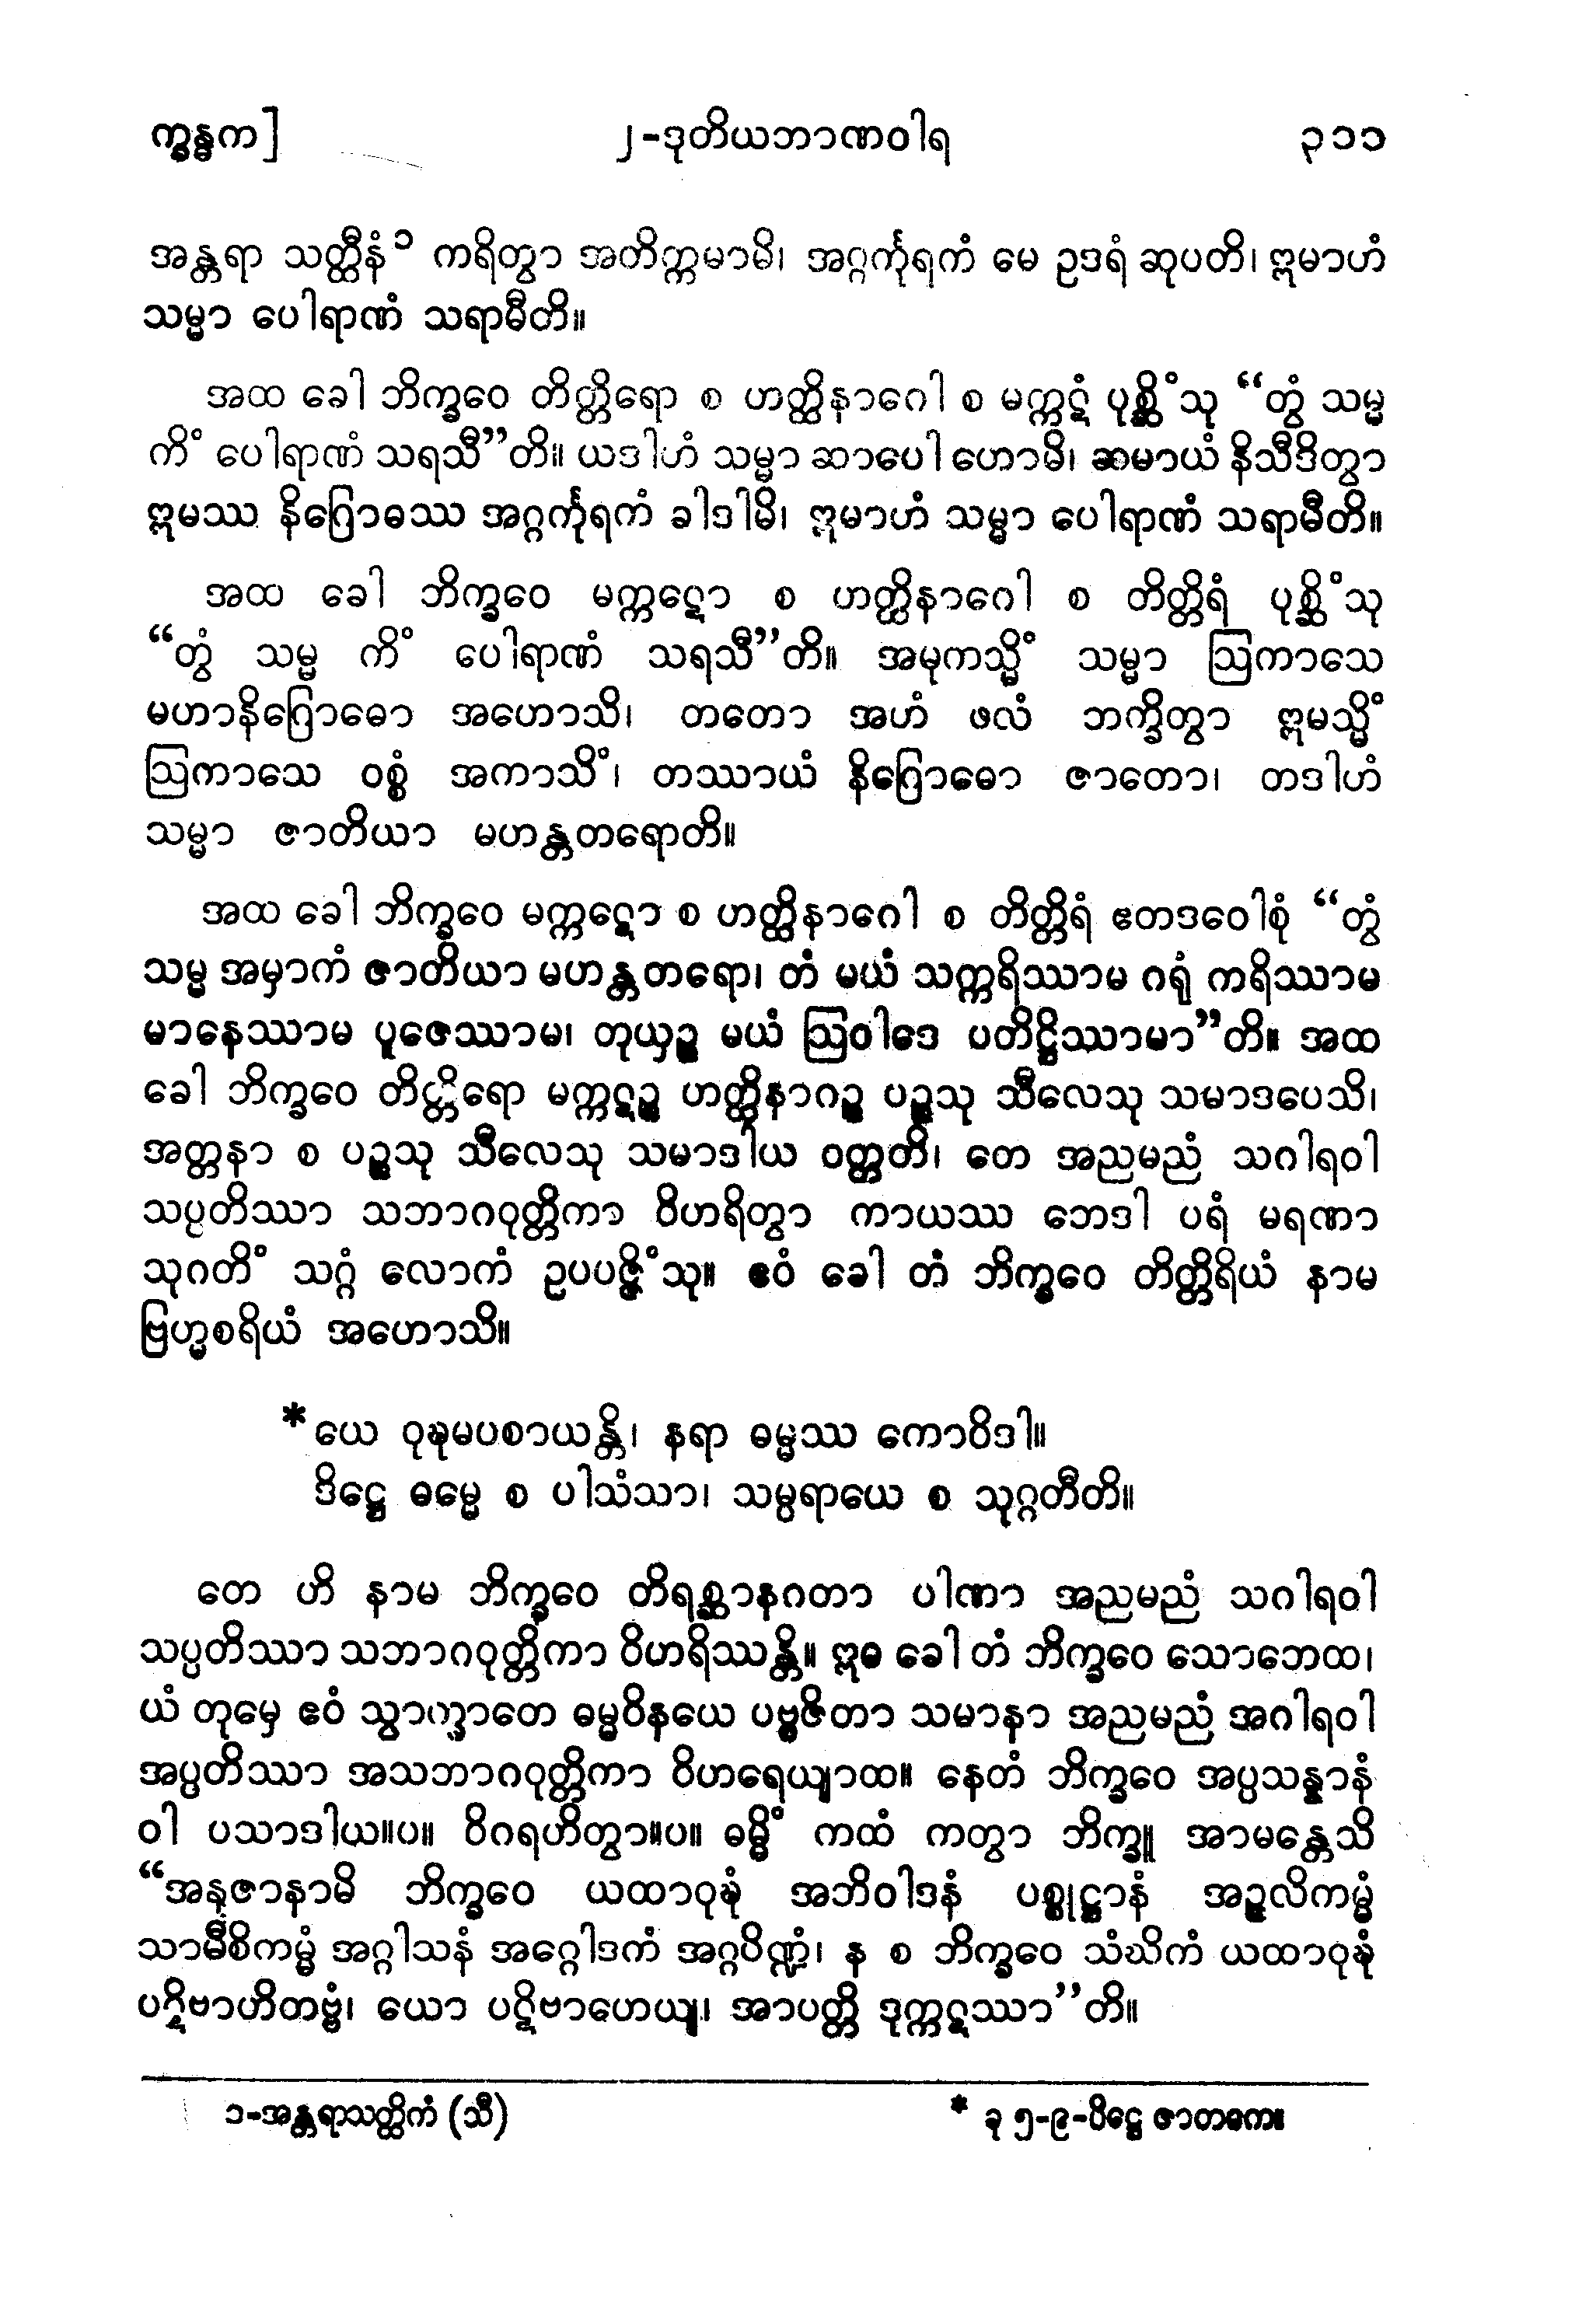 က္ခန္ဓက]
၂-ဒုတိယဘာဏဝါရ
၃၁၁
အန္တရာ သတ္ထီနံ၁ ကရိတွာ အတိက္ကမာမိ၊ အဂ္ဂင်္ကုရကံ မေ ဥဒရံ ဆုပတိ၊ ဣမာဟံ
သမ္မာ ပေါရာဏံ သရာမီတိ။
အထ ခေါ ဘိက္ခဝေ တိတ္တိရော စ ဟတ္ထိနာဂေါ စ မက္ကဋံ ပုစ္ဆိံသု “တွံ သမ္မ
ကိံ ပေါရာဏံ သရသီ”တိ။ ယဒါဟံ သမ္မာ ဆာပေါ ဟောမိ၊ ဆမာယံ နိသီဒိတွာ
ဣမဿ နိဂြောဓဿ အဂ္ဂင်္ကုရကံ ခါဒါမိ၊ ဣမာဟံ သမ္မာ ပေါရာဏံ သရာမီတိ။
အထ ခေါ ဘိက္ခဝေ မက္ကဋော စ ဟတ္ထိနာဂေါ စ တိတ္တိရံ ပုစ္ဆိံသု
“တွံ သမ္မ ကိံ ပေါရာဏံ သရသီ”တိ။ အမုကသ္မိံ သမ္မာ ဩကာသေ
မဟာနိဂြောဓော အဟောသိ၊ တတော အဟံ ဖလံ ဘက္ခိတွာ ဣမသ္မိံ
ဩကာသေ ဝစ္စံ အကာသိံ၊ တဿာယံ နိဂြောဓော ဇာတော၊ တဒါဟံ
သမ္မာ ဇာတိယာ မဟန္တတရောတိ။
အထ ခေါ ဘိက္ခဝေ မက္ကဋော စ ဟတ္ထိနာဂေါ စ တိတ္တိရံ ဧတဒဝေါစုံ “တွံ
သမ္မ အမှာကံ ဇာတိယာ မဟန္တတရော၊ တံ မယံ သက္ကရိဿာမ ဂရုံ ကရိဿာမ
မာနေဿာမ ပူဇေဿာမ၊ တုယှဉ္စ မယံ ဩဝါဒေ ပတိဋ္ဌိဿာမာ”တိ။ အထ
ခေါ ဘိက္ခဝေ တိတ္တိရော မက္ကဋဉ္စ ဟတ္ထိနာဂဉ္စ ပဉ္စသု သီလေသု သမာဒပေသိ၊
အတ္တနာ စ ပဉ္စသု သီလေသု သမာဒါယ ဝတ္တတိ၊ တေ အညမညံ သဂါရဝါ
သပ္ပတိဿာ သဘာဂဝုတ္တိကာ ဝိဟရိတွာ ကာယဿ ဘေဒါ ပရံ မရဏာ
သုဂတိံ သဂ္ဂံ လောကံ ဥပပဇ္ဇိံသု။ ဧဝံ ခေါ တံ ဘိက္ခဝေ တိတ္တိရိယံ နာမ
ဗြဟ္မစရိယံ အဟောသိ။
* ယေ ဝုဍ္ဎမပစာယန္တိ၊ နရာ ဓမ္မဿ ကောဝိဒါ။
ဒိဋ္ဌေ ဓမ္မေ စ ပါသံသာ၊ သမ္ပရာယေ စ သုဂ္ဂတီတိ။
တေ ဟိ နာမ ဘိက္ခဝေ တိရစ္ဆာနဂတာ ပါဏာ အညမညံ သဂါရဝါ
သပ္ပတိဿာ သဘာဂဝုတ္တိကာ ဝိဟရိဿန္တိ။ ဣဓ ခေါ တံ ဘိက္ခဝေ သောဘေထ၊
ယံ တုမှေ ဧဝံ သွာက္ခာတေ ဓမ္မဝိနယေ ပဗ္ဗဇိတာ သမာနာ အညမညံ အဂါရဝါ
အပ္ပတိဿာ အသဘာဂဝုတ္တိကာ ဝိဟရေယျာထ။ နေတံ ဘိက္ခဝေ အပ္ပသန္နာနံ
ဝါ ပသာဒါယ။ပ။ ဝိဂရဟိတွာ။ပ။ ဓမ္မိံ ကထံ ကတွာ ဘိက္ခူ အာမန္တေသိ
“အနုဇာနာမိ ဘိက္ခဝေ ယထာဝုဍ္ဎံ အဘိဝါဒနံ ပစ္စုဋ္ဌာနံ အဉ္ဇလိကမ္မံ
သာမီစိကမ္မံ အဂ္ဂါသနံ အဂ္ဂေါဒကံ အဂ္ဂပိဏ္ဍံ၊ န စ ဘိက္ခဝေ သံဃိကံ ယထာဝုဍ္ဎံ
ပဋိဗာဟိတဗ္ဗံ၊ ယော ပဋိဗာဟေယျ၊ အာပတ္တိ ဒုက္ကဋဿာ”တိ။
၁-အန္တရာသတ္ထိကံ (သီ)
* ခု ၅-၉-ပိဋ္ဌေ ဇာတကေ။